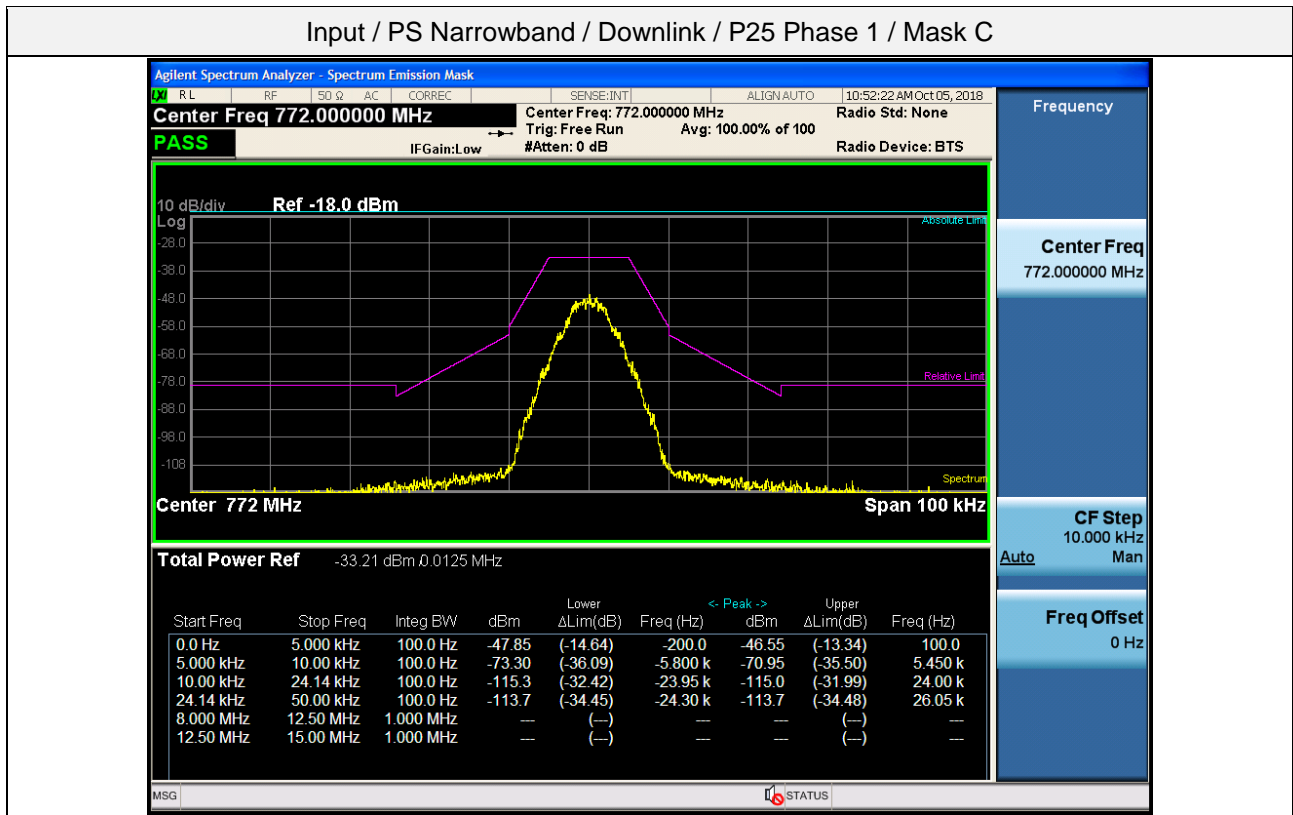 Input / PS Narrowband / Downlink / P25 Phase 1 / Mask C
Agilent Spectrum Analyzer - Spectrum Emission Mask
LXI RL RF 50 Ω AC CORREC SENSE:INT ALIGN AUTO 10:52:22 AM Oct 05, 2018
Center Freq 772.000000 MHz
Center Freq: 772.000000 MHz
Radio Std: None
Trig: Free Run Avg: 100.00% of 100
PASS
IFGain:Low #Atten: 0 dB Radio Device: BTS
Frequency
10 dB/div Ref -18.0 dBm
Log
Absolute Limit
-28.0
-38.0
-48.0
-58.0
-68.0
-78.0
Relative Limit
-88.0
-98.0
-108
Spectrum
Center 772 MHz Span 100 kHz
Center Freq
772.000000 MHz
CF Step
10.000 kHz
Auto Man
Freq Offset
0 Hz
Total Power Ref -33.21 dBm /0.0125 MHz
Lower <- Peak -> Upper
Start Freq Stop Freq Integ BW dBm ΔLim(dB) Freq (Hz) dBm ΔLim(dB) Freq (Hz)
0.0 Hz 5.000 kHz 100.0 Hz -47.85 (-14.64) -200.0 -46.55 (-13.34) 100.0
5.000 kHz 10.00 kHz 100.0 Hz -73.30 (-36.09) -5.800 k -70.95 (-35.50) 5.450 k
10.00 kHz 24.14 kHz 100.0 Hz -115.3 (-32.42) -23.95 k -115.0 (-31.99) 24.00 k
24.14 kHz 50.00 kHz 100.0 Hz -113.7 (-34.45) -24.30 k -113.7 (-34.48) 26.05 k
8.000 MHz 12.50 MHz 1.000 MHz --- (---) --- --- (---) ---
12.50 MHz 15.00 MHz 1.000 MHz --- (---) --- --- (---) ---
MSG STATUS